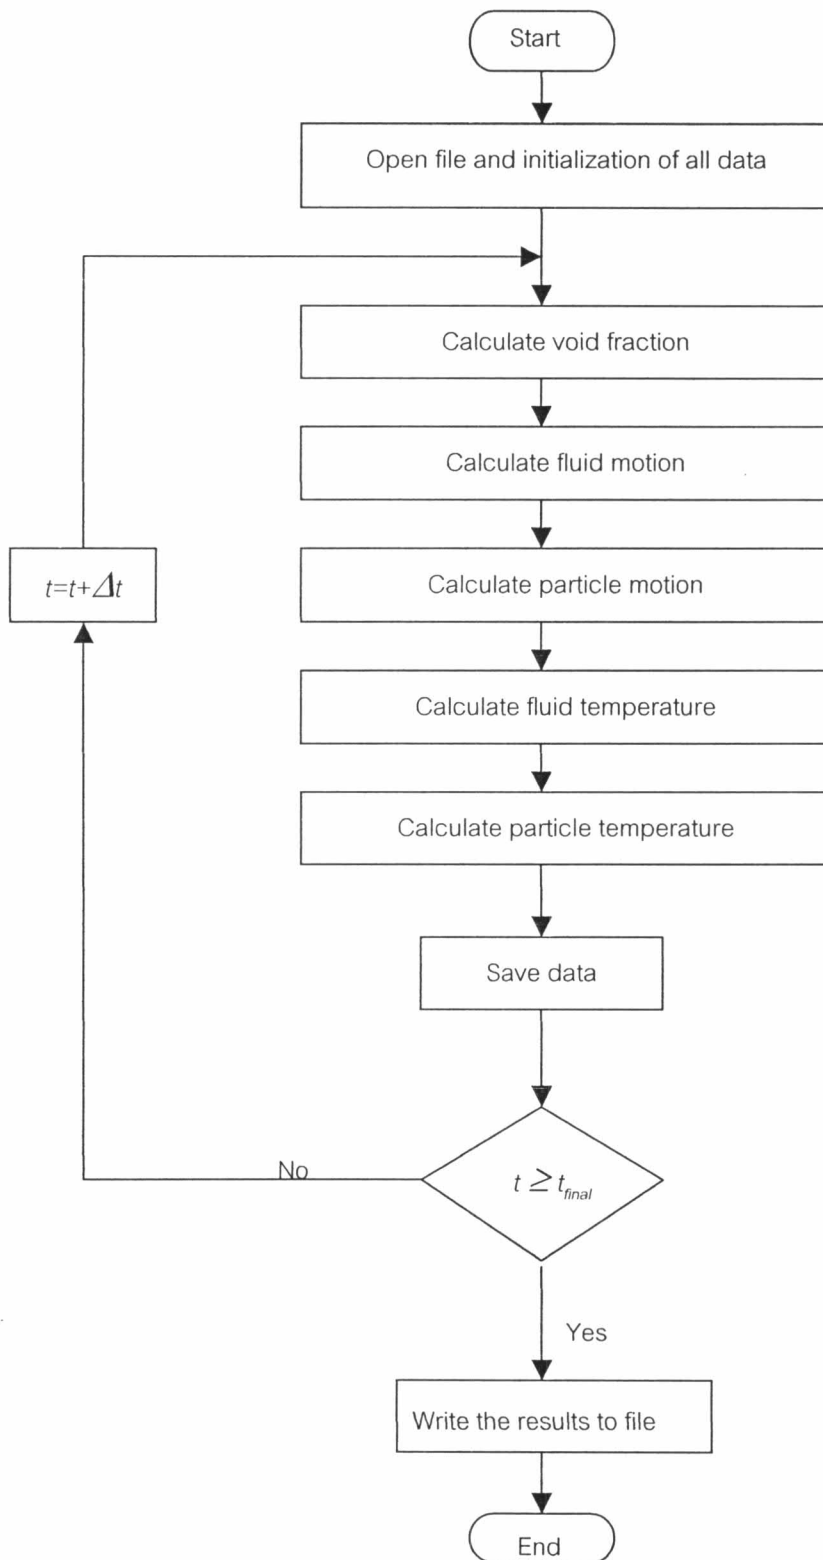 Start
Open file and initialization of all data
Calculate void fraction
Calculate fluid motion
t=t+Δt
Calculate particle motion
Calculate fluid temperature
Calculate particle temperature
Save data
No
t ≥ t_final
Yes
Write the results to file
End